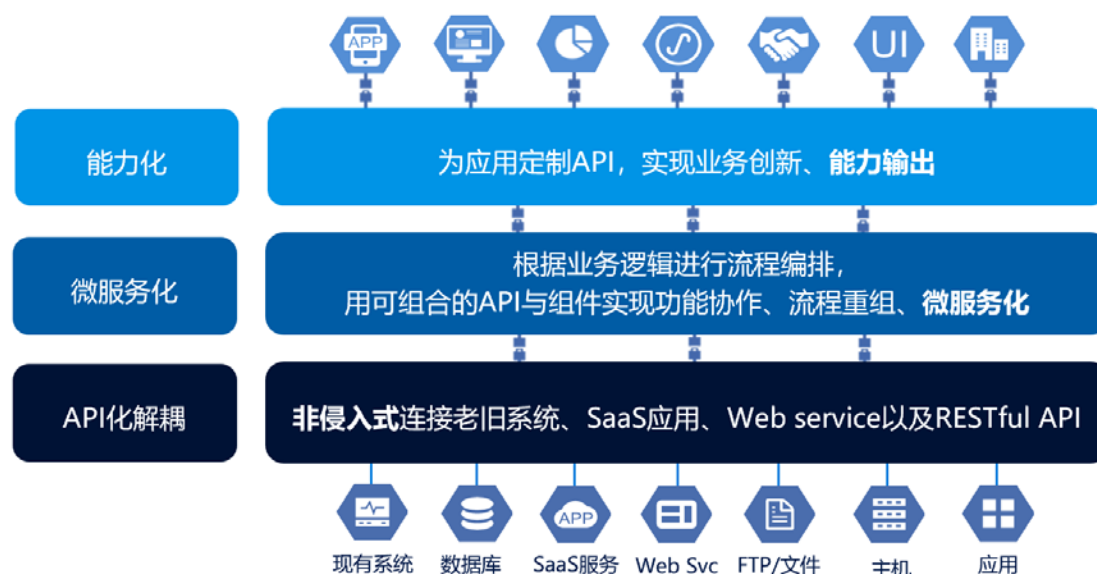 APP
UI
能力化
为应用定制API，实现业务创新、能力输出
微服务化
根据业务逻辑进行流程编排，
用可组合的API与组件实现功能协作、流程重组、微服务化
API化解耦
非侵入式连接老旧系统、SaaS应用、Web service以及RESTful API
APP
现有系统
数据库
SaaS服务
Web Svc
FTP/文件
主机
应用